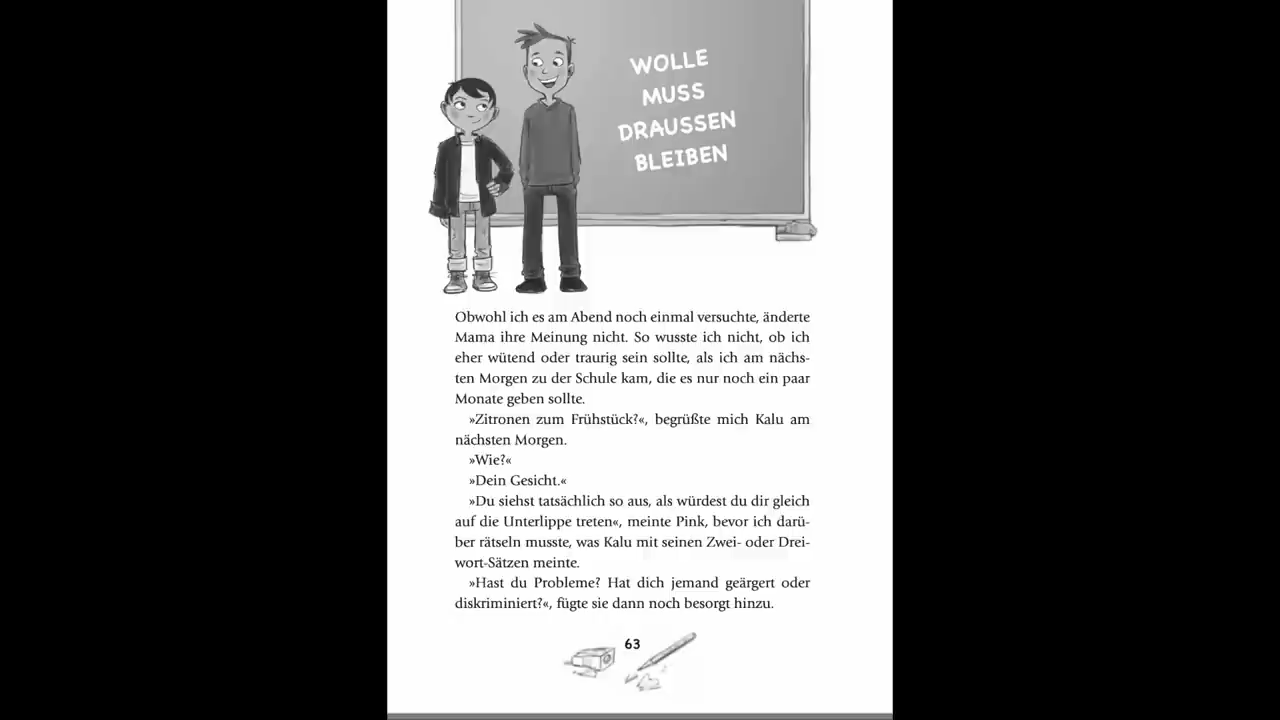 WOLLE
MUSS
DRAUSSEN
BLEIBEN
Obwohl ich es am Abend noch einmal versuchte, änderte
Mama ihre Meinung nicht. So wusste ich nicht, ob ich
eher wütend oder traurig sein sollte, als ich am nächs-
ten Morgen zu der Schule kam, die es nur noch ein paar
Monate geben sollte.
»Zitronen zum Frühstück?«, begrüßte mich Kalu am
nächsten Morgen.
»Wie?«
»Dein Gesicht.«
»Du siehst tatsächlich so aus, als würdest du dir gleich
auf die Unterlippe treten«, meinte Pink, bevor ich darü-
ber rätseln musste, was Kalu mit seinen Zwei- oder Drei-
wort-Sätzen meinte.
»Hast du Probleme? Hat dich jemand geärgert oder
diskriminiert?«, fügte sie dann noch besorgt hinzu.
63